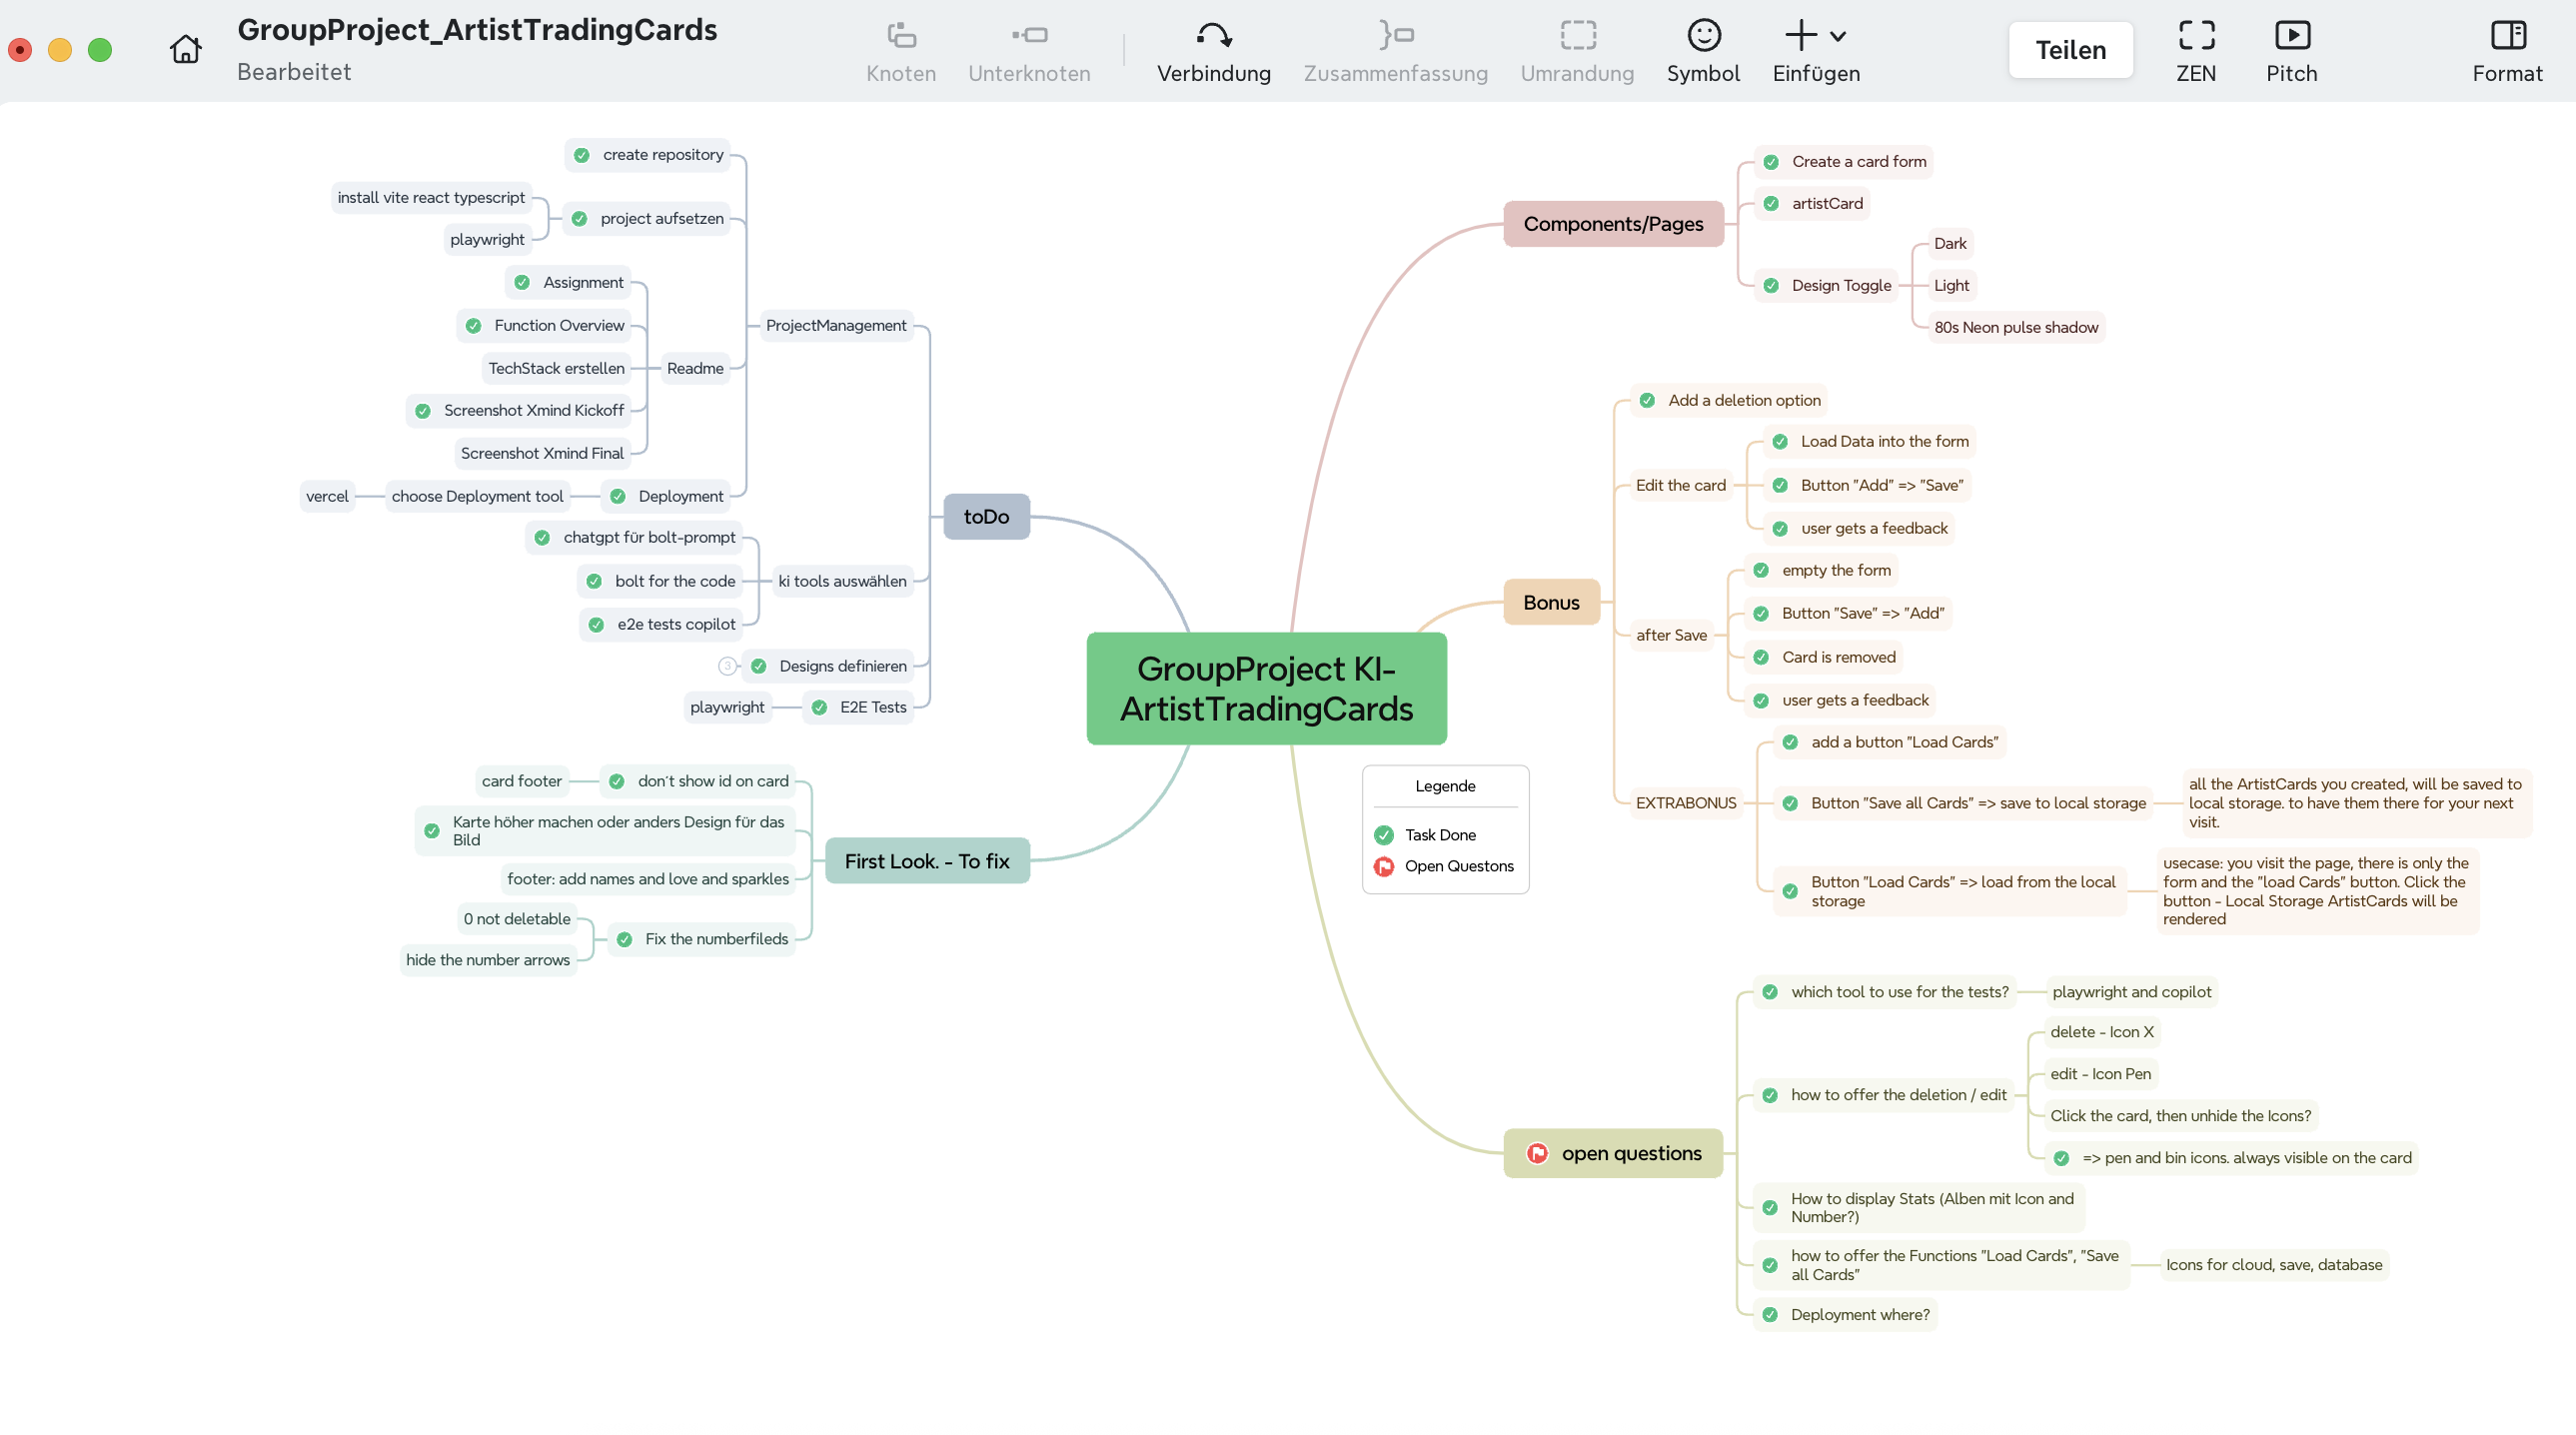 GroupProject_ArtistTradingCards
Bearbeitet
Knoten
Unterknoten
Verbindung
Zusammenfassung
Umrandung
Symbol
Einfügen
Teilen
ZEN
Pitch
Format
create repository
install vite react typescript
project aufsetzen
playwright
Assignment
Function Overview
ProjectManagement
TechStack erstellen
Readme
Screenshot Xmind Kickoff
Screenshot Xmind Final
vercel
choose Deployment tool
Deployment
toDo
chatgpt für bolt-prompt
bolt for the code
ki tools auswählen
e2e tests copilot
3
Designs definieren
playwright
E2E Tests
card footer
don´t show id on card
Karte höher machen oder anders Design für das
Bild
First Look. - To fix
footer: add names and love and sparkles
0 not deletable
Fix the numberfileds
hide the number arrows
GroupProject KI-
ArtistTradingCards
Legende
Task Done
Open Questons
Components/Pages
Create a card form
artistCard
Design Toggle
Dark
Light
80s Neon pulse shadow
Bonus
Add a deletion option
Edit the card
Load Data into the form
Button "Add" => "Save"
user gets a feedback
after Save
empty the form
Button "Save" => "Add"
Card is removed
user gets a feedback
EXTRABONUS
add a button "Load Cards"
Button "Save all Cards" => save to local storage
all the ArtistCards you created, will be saved to
local storage. to have them there for your next
visit.
Button "Load Cards" => load from the local
storage
usecase: you visit the page, there is only the
form and the "load Cards" button. Click the
button - Local Storage ArtistCards will be
rendered
open questions
which tool to use for the tests?
playwright and copilot
how to offer the deletion / edit
delete - Icon X
edit - Icon Pen
Click the card, then unhide the Icons?
=> pen and bin icons. always visible on the card
How to display Stats (Alben mit Icon and
Number?)
how to offer the Functions "Load Cards", "Save
all Cards"
Icons for cloud, save, database
Deployment where?